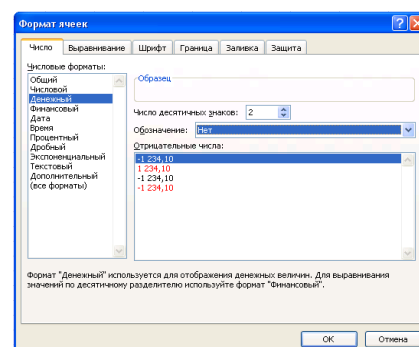 Формат ячеек
Число Выравнивание Шрифт Граница Заливка Защита
Числовые форматы:
Общий
Числовой
Денежный
Финансовый
Дата
Время
Процентный
Дробный
Экспоненциальный
Текстовый
Дополнительный
(все форматы)
Образец
Число десятичных знаков: 2
Обозначение: Нет
Отрицательные числа:
-1 234,10
1 234,10
-1 234,10
-1 234,10
Формат "Денежный" используется для отображения денежных величин. Для выравнивания
значений по десятичному разделителю используйте формат "Финансовый".
ОК Отмена